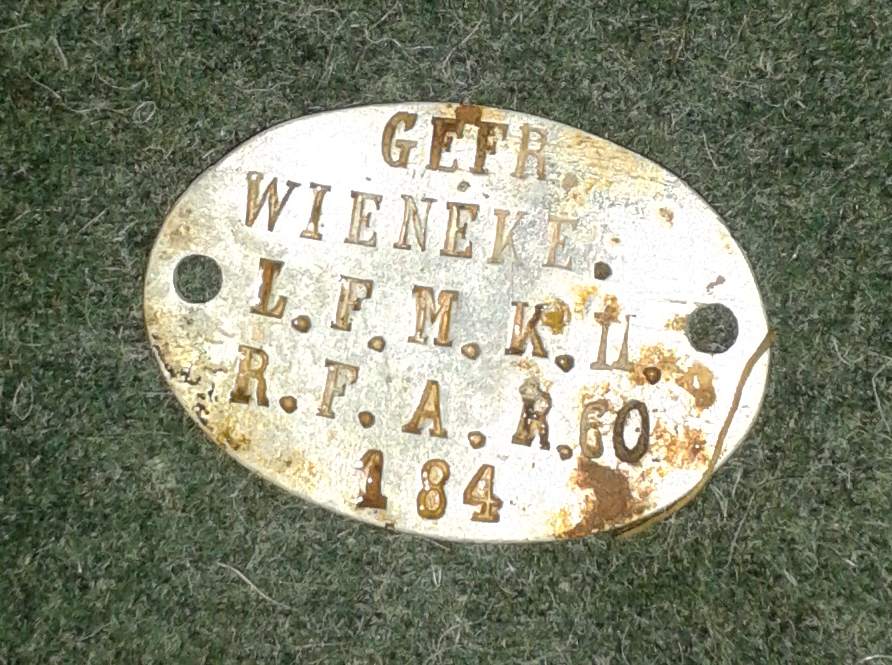 GEFR.
WIENEKE.
L.F.M.K.II.
R.F.A.R.60
184